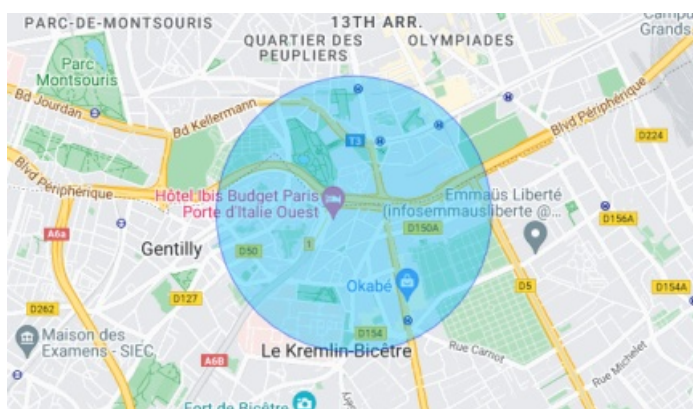 PARC-DE-MONTSOURIS
13TH ARR.
QUARTIER DES
PEUPLIERS
OLYMPIADES
Campu
Grands
Parc
Montsouris
Bd Jourdan
Bd Kellermann
T3
Blvd Périphérique
D224
Blvd Périphérique
Hôtel Ibis Budget Paris
Porte d'Italie Ouest
Emmaüs Liberté
(infosemmausliberte @...
D156A
A6a
Gentilly
D50
1
D150A
D127
Okabé
D5
D154A
D262
Maison des
Examens - SIEC
A6B
D154
Le Kremlin-Bicêtre
Rue Carnot
Rue Michelet
Fort de Bicêtre